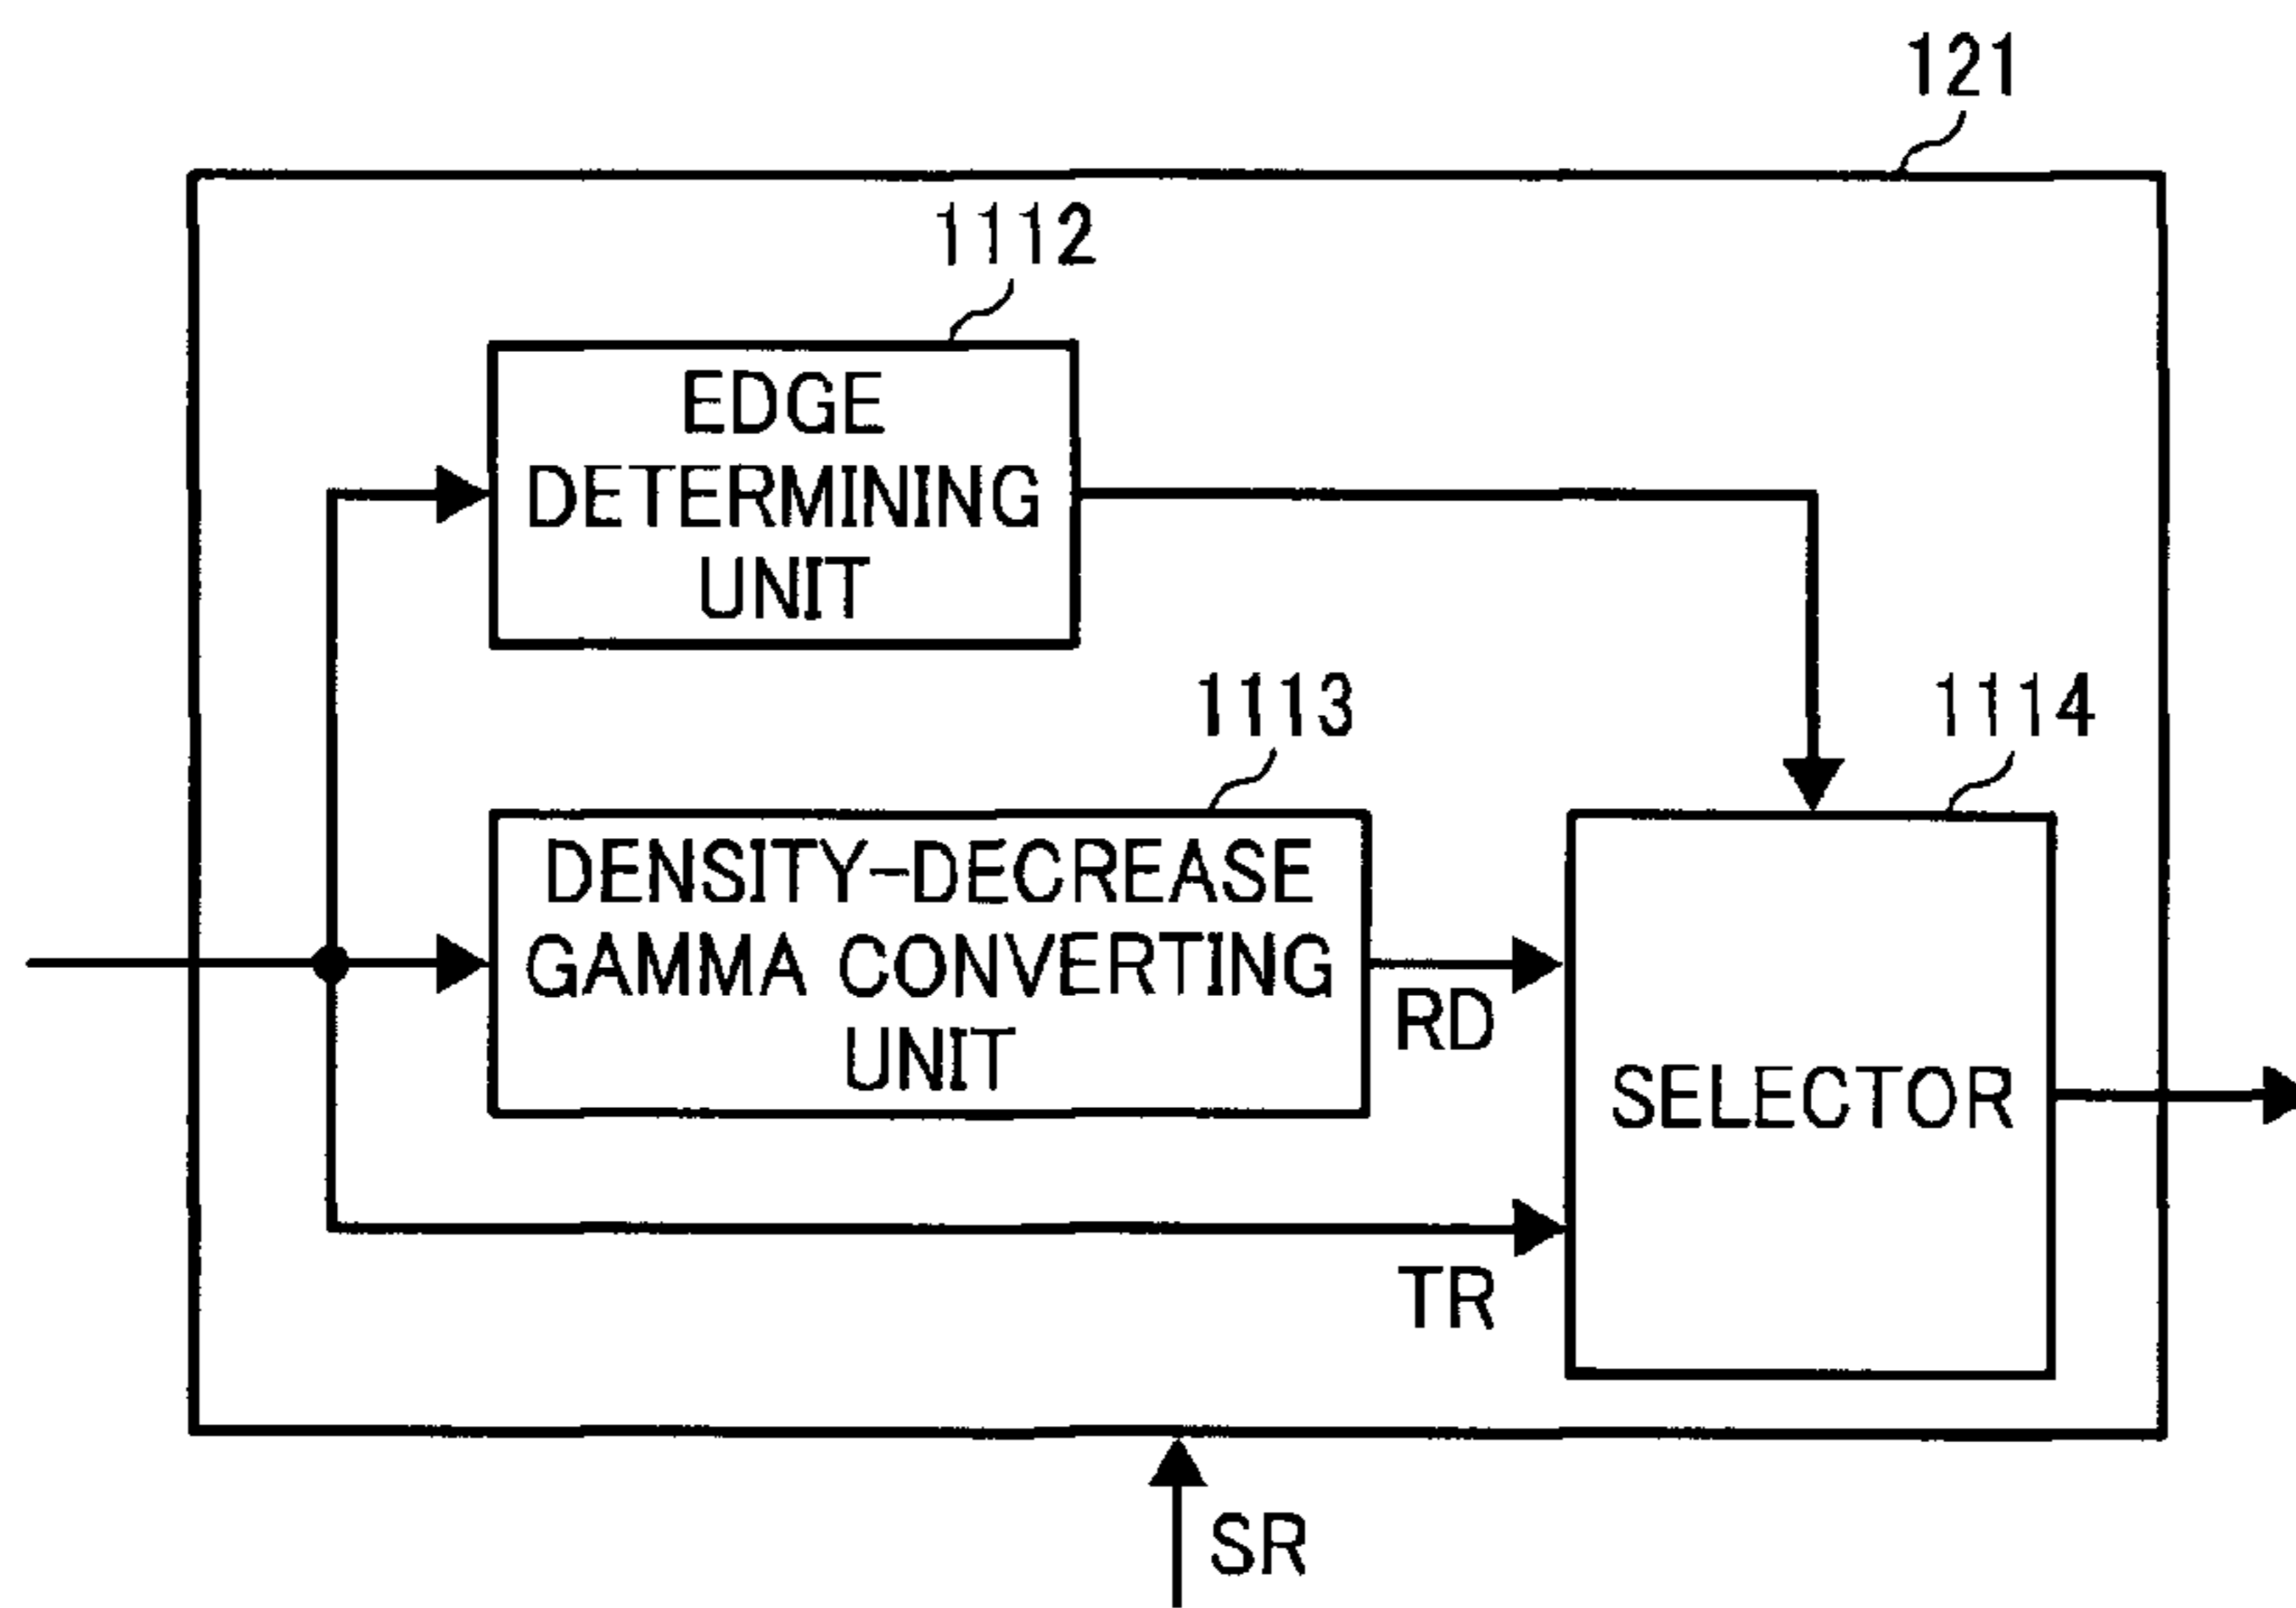 121
1112
EDGE
DETERMINING
UNIT
1113
1114
DENSITY-DECREASE
GAMMA CONVERTING
UNIT
RD
SELECTOR
TR
SR